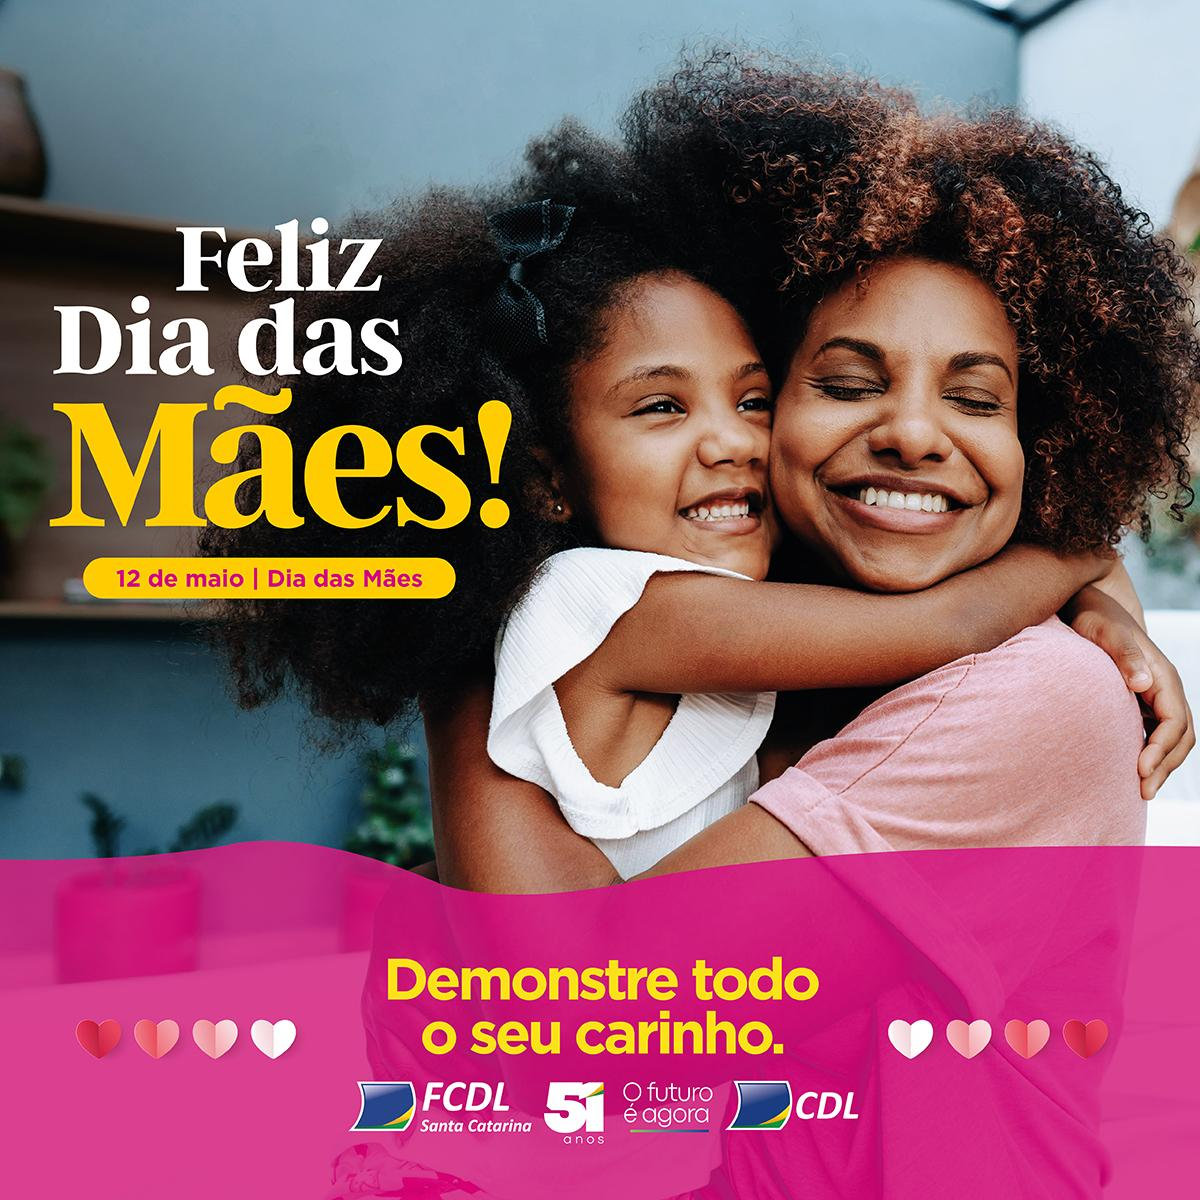 Feliz
Dia das
Mães!
12 de maio | Dia das Mães
Demonstre todo
o seu carinho.
FCDL
Santa Catarina
51
anos
O futuro
é agora
CDL